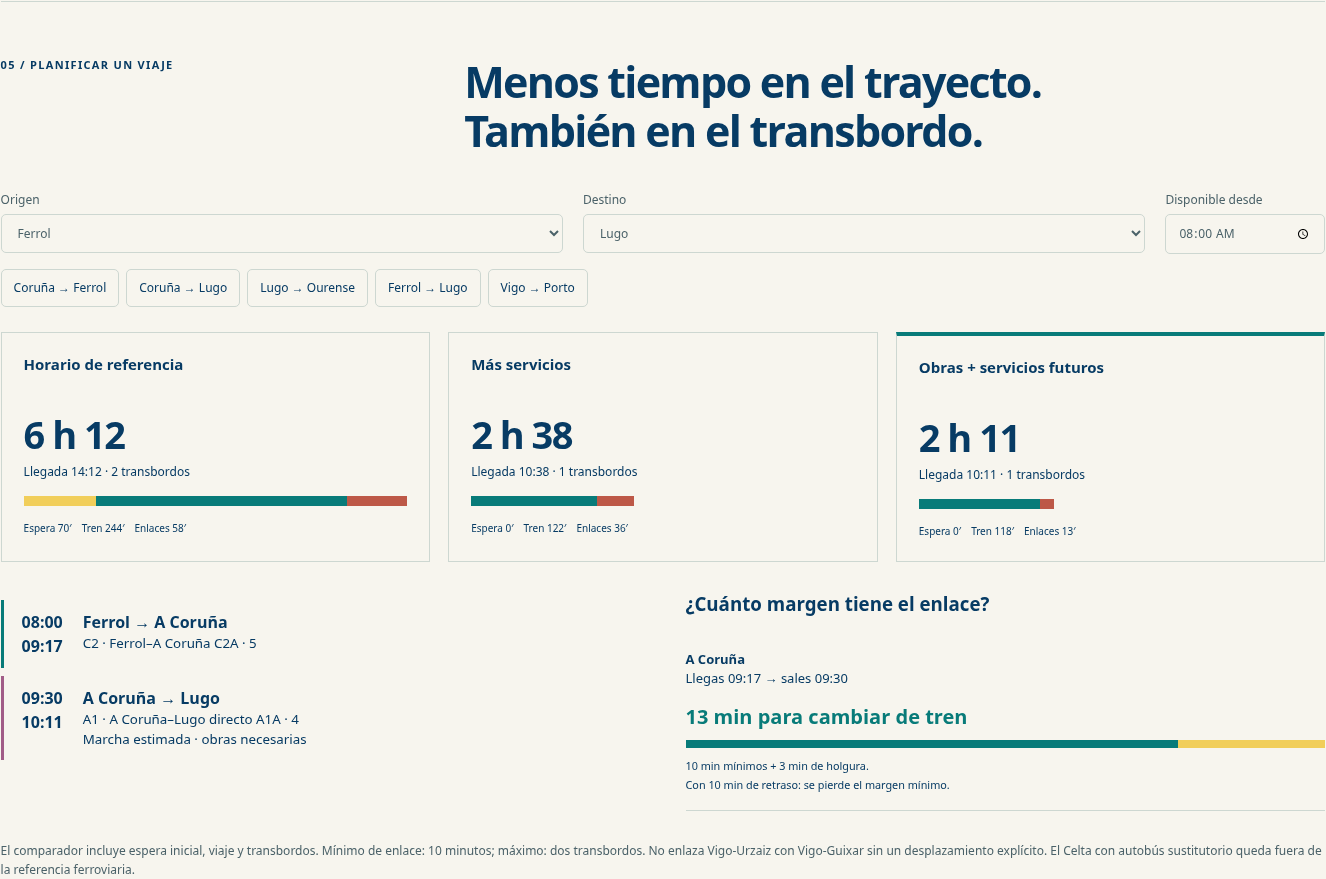 05 / PLANIFICAR UN VIAJE
Menos tiempo en el trayecto.
También en el transbordo.
Origen
Ferrol
Destino
Lugo
Disponible desde
08:00 AM
Coruña → Ferrol
Coruña → Lugo
Lugo → Ourense
Ferrol → Lugo
Vigo → Porto
Horario de referencia
6 h 12
Llegada 14:12 · 2 transbordos
Espera 70′ Tren 244′ Enlaces 58′
Más servicios
2 h 38
Llegada 10:38 · 1 transbordos
Espera 0′ Tren 122′ Enlaces 36′
Obras + servicios futuros
2 h 11
Llegada 10:11 · 1 transbordos
Espera 0′ Tren 118′ Enlaces 13′
08:00 Ferrol → A Coruña
09:17 C2 · Ferrol–A Coruña C2A · 5
09:30 A Coruña → Lugo
10:11 A1 · A Coruña–Lugo directo A1A · 4
Marcha estimada · obras necesarias
¿Cuánto margen tiene el enlace?
A Coruña
Llegas 09:17 → sales 09:30
13 min para cambiar de tren
10 min mínimos + 3 min de holgura.
Con 10 min de retraso: se pierde el margen mínimo.
El comparador incluye espera inicial, viaje y transbordos. Mínimo de enlace: 10 minutos; máximo: dos transbordos. No enlaza Vigo-Urzaiz con Vigo-Guixar sin un desplazamiento explícito. El Celta con autobús sustitutorio queda fuera de
la referencia ferroviaria.